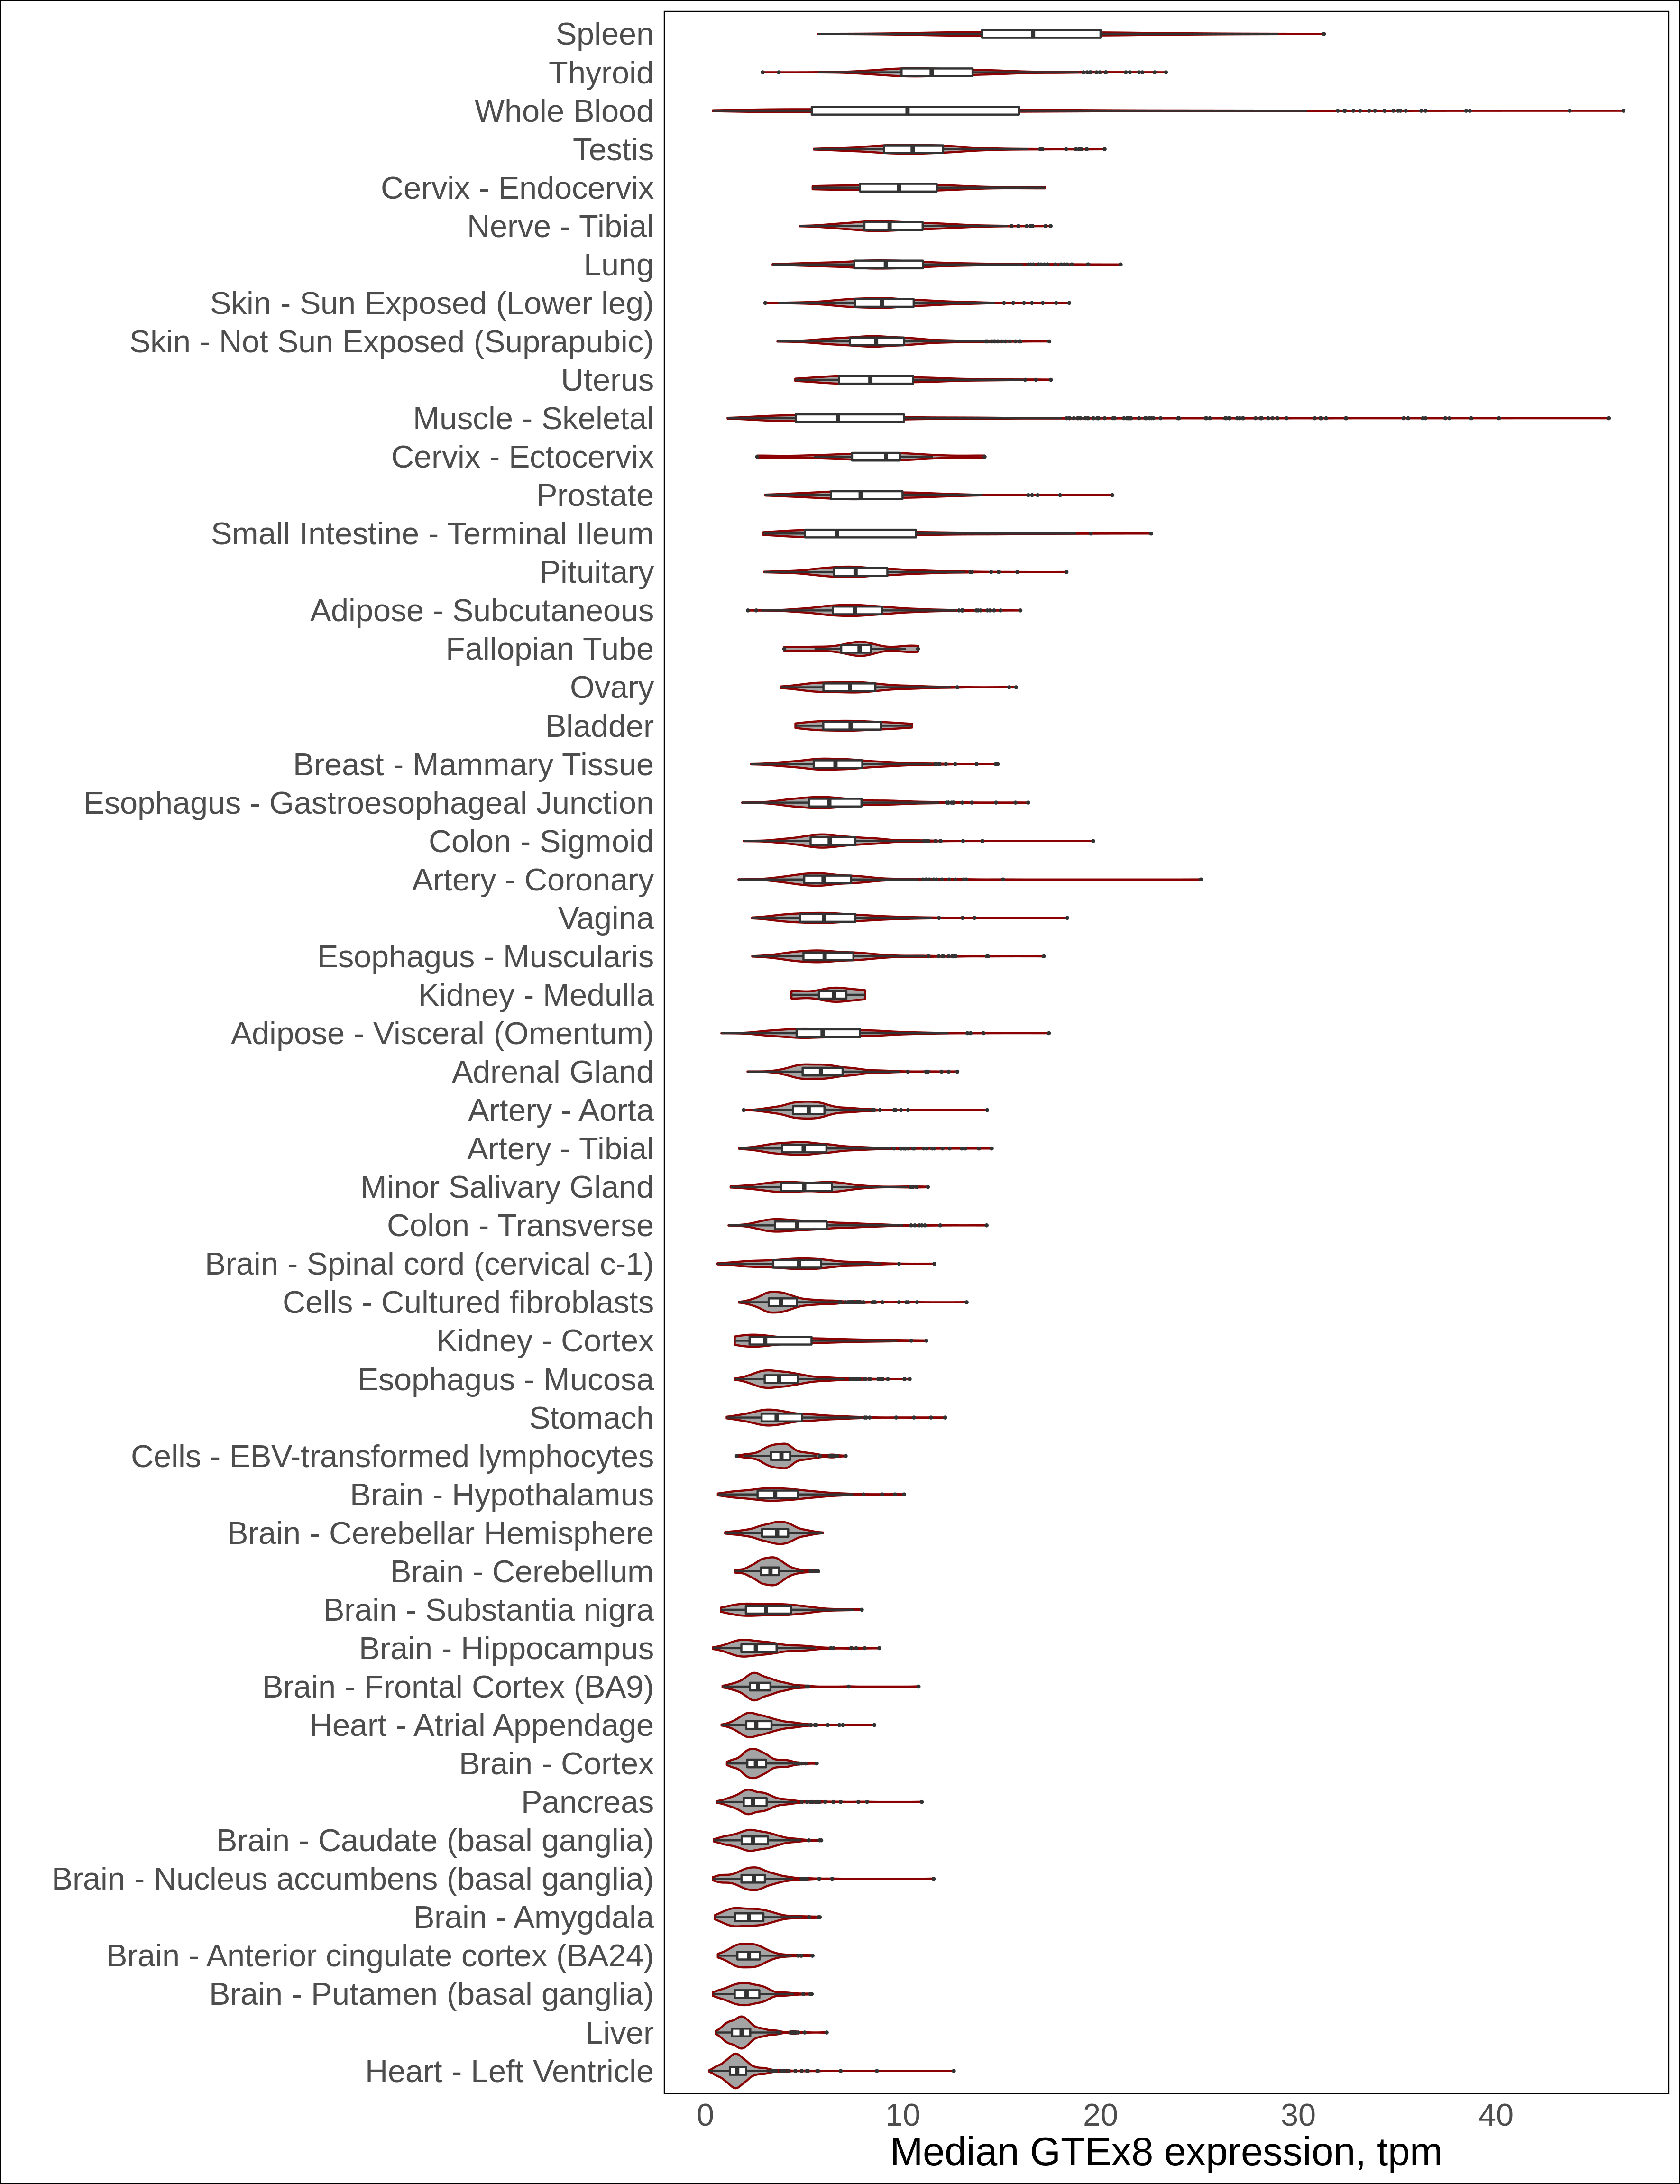 Spleen
Thyroid
Whole Blood
Testis
Cervix - Endocervix
Nerve - Tibial
Lung
Skin - Sun Exposed (Lower leg)
Skin - Not Sun Exposed (Suprapubic)
Uterus
Muscle - Skeletal
Cervix - Ectocervix
Prostate
Small Intestine - Terminal Ileum
Pituitary
Adipose - Subcutaneous
Fallopian Tube
Ovary
Bladder
Breast - Mammary Tissue
Esophagus - Gastroesophageal Junction
Colon - Sigmoid
Artery - Coronary
Vagina
Esophagus - Muscularis
Kidney - Medulla
Adipose - Visceral (Omentum)
Adrenal Gland
Artery - Aorta
Artery - Tibial
Minor Salivary Gland
Colon - Transverse
Brain - Spinal cord (cervical c-1)
Cells - Cultured fibroblasts
Kidney - Cortex
Esophagus - Mucosa
Stomach
Cells - EBV-transformed lymphocytes
Brain - Hypothalamus
Brain - Cerebellar Hemisphere
Brain - Cerebellum
Brain - Substantia nigra
Brain - Hippocampus
Brain - Frontal Cortex (BA9)
Heart - Atrial Appendage
Brain - Cortex
Pancreas
Brain - Caudate (basal ganglia)
Brain - Nucleus accumbens (basal ganglia)
Brain - Amygdala
Brain - Anterior cingulate cortex (BA24)
Brain - Putamen (basal ganglia)
Liver
Heart - Left Ventricle
0 10 20 30 40
Median GTEx8 expression, tpm